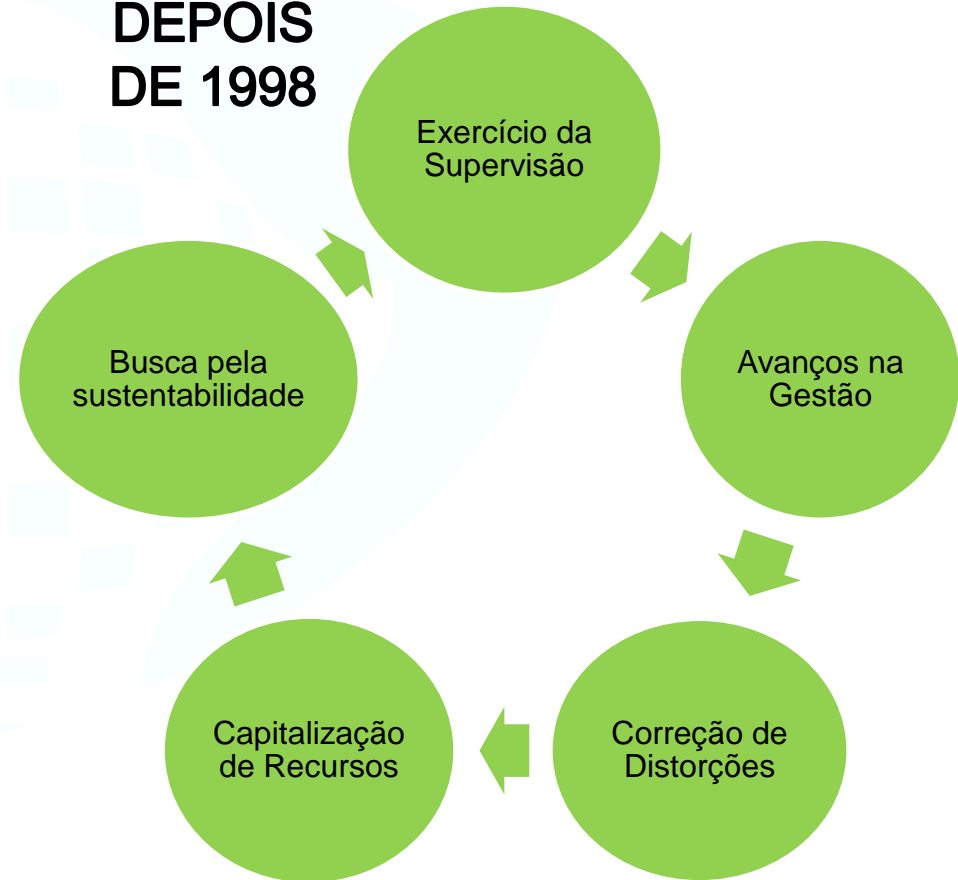 DEPOIS
DE 1998
Exercício da
Supervisão
Avanços na
Gestão
Correção de
Distorções
Capitalização
de Recursos
Busca pela
sustentabilidade